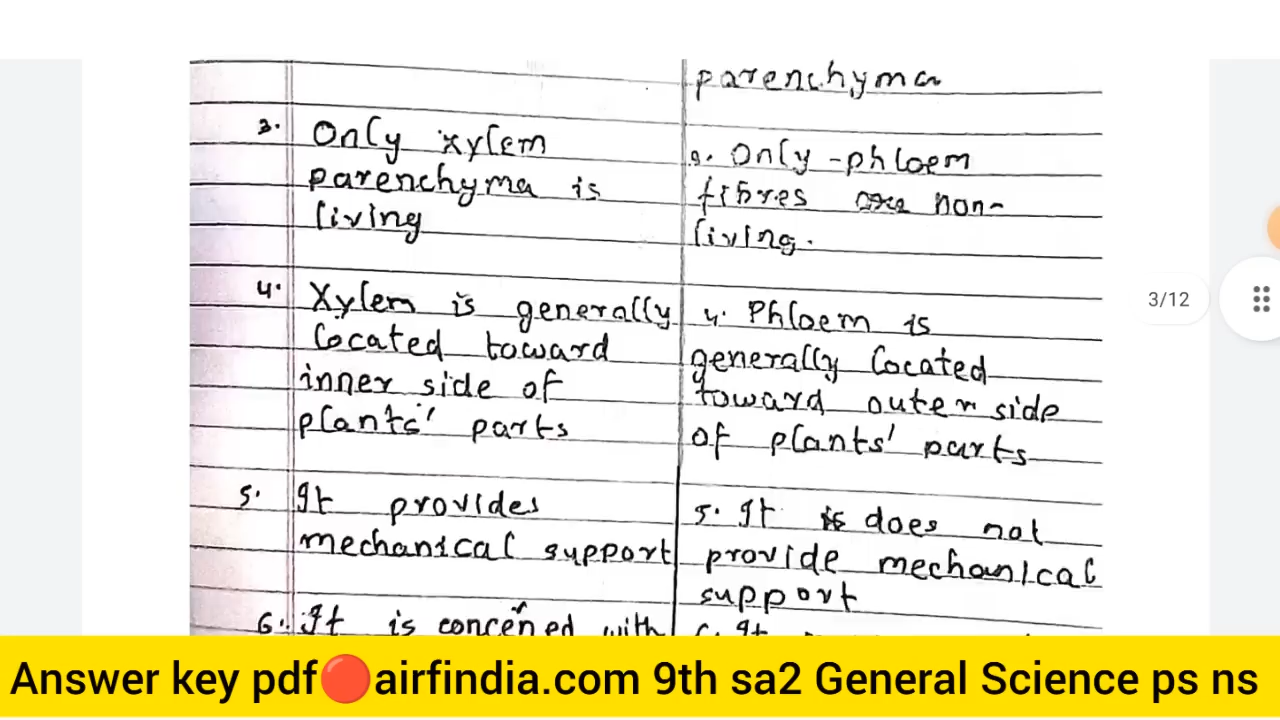 parenchyma
3. Only xylem
parenchyma is
living
3. Only -phloem
fibres are non-
living.
4. Xylem is generally
located toward
inner side of
plants' parts
4. Phloem is
generally located
toward outer side
of plants' parts
5. It provides
mechanical support
5. It is does not
provide mechanical
support
6. It is concerned with
6. It
3/12
Answer key pdf🔴airfindia.com 9th sa2 General Science ps ns